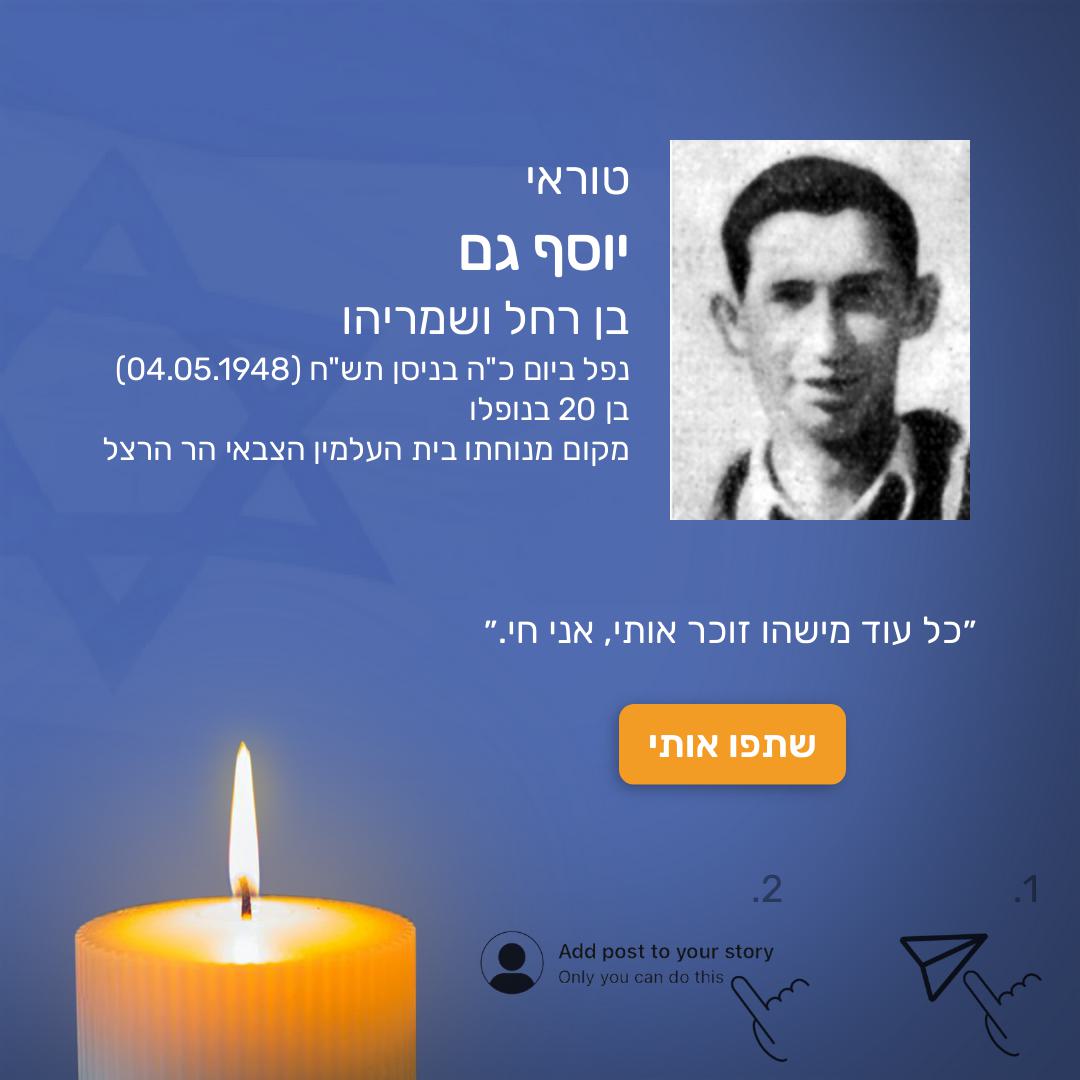 טוראי
יוסף גם
בן רחל ושמריהו
נפל ביום כ"ה בניסן תש"ח (04.05.1948)
בן 20 בנופלו
מקום מנוחתו בית העלמין הצבאי הר הרצל
״כל עוד מישהו זוכר אותי, אני חי.״
שתפו אותי
1.
2.
Add post to your story
Only you can do this